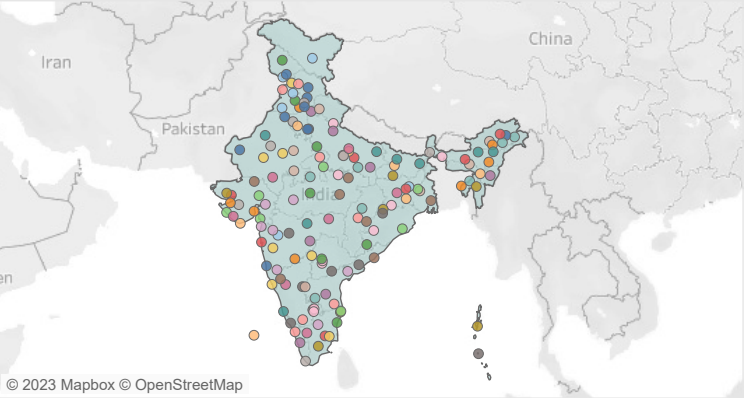 China
Iran
Pakistan
India
en
© 2023 Mapbox © OpenStreetMap